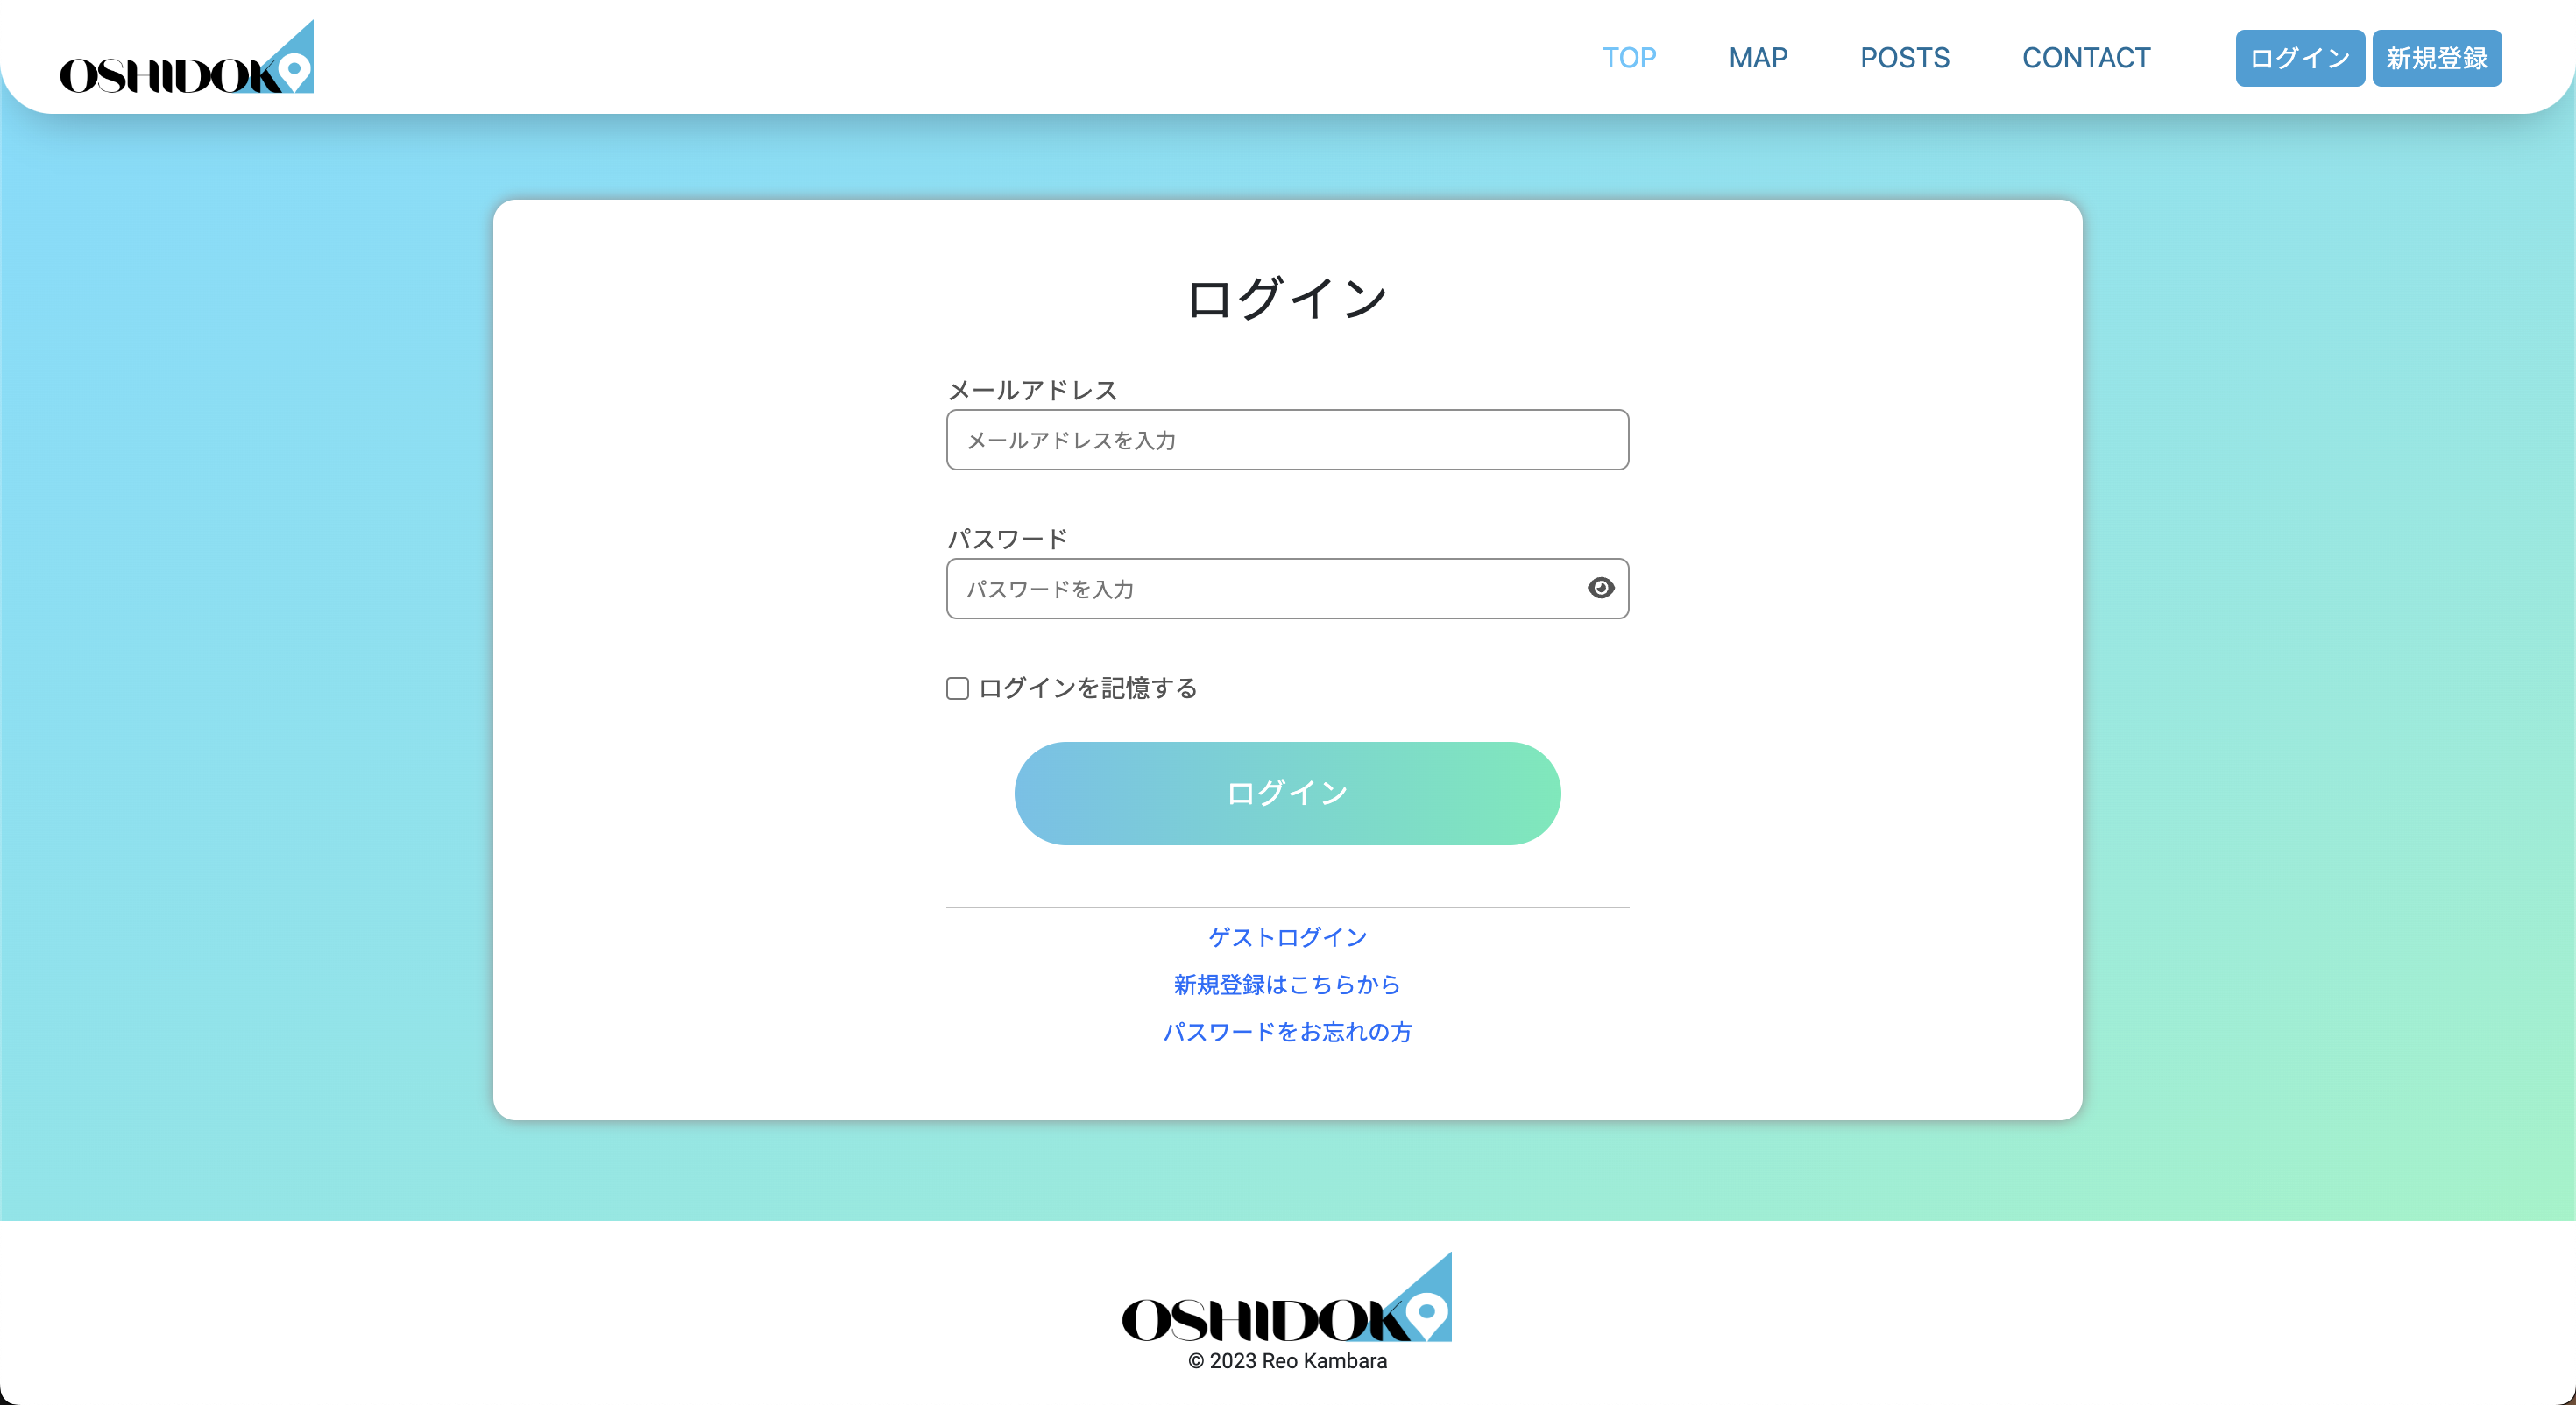 OSHIDOKO
TOP MAP POSTS CONTACT ログイン 新規登録
ログイン
メールアドレス
メールアドレスを入力
パスワード
パスワードを入力
ログインを記憶する
ログイン
ゲストログイン
新規登録はこちらから
パスワードをお忘れの方
OSHIDOKO
© 2023 Reo Kambara